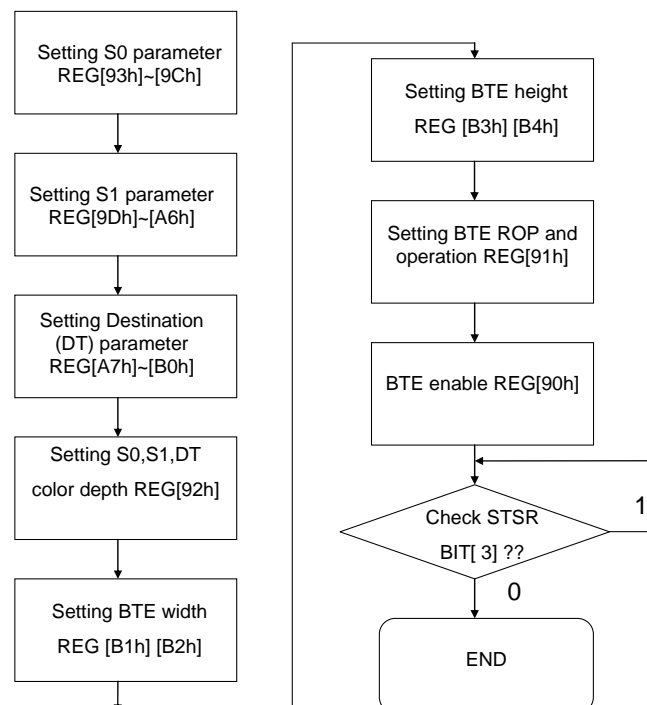 Setting S0 parameter
REG[93h]~[9Ch]
Setting S1 parameter
REG[9Dh]~[A6h]
Setting Destination
(DT) parameter
REG[A7h]~[B0h]
Setting S0,S1,DT
color depth REG[92h]
Setting BTE width
REG [B1h] [B2h]
Setting BTE height
REG [B3h] [B4h]
Setting BTE ROP and
operation REG[91h]
BTE enable REG[90h]
Check STSR
BIT[ 3] ??
1
0
END